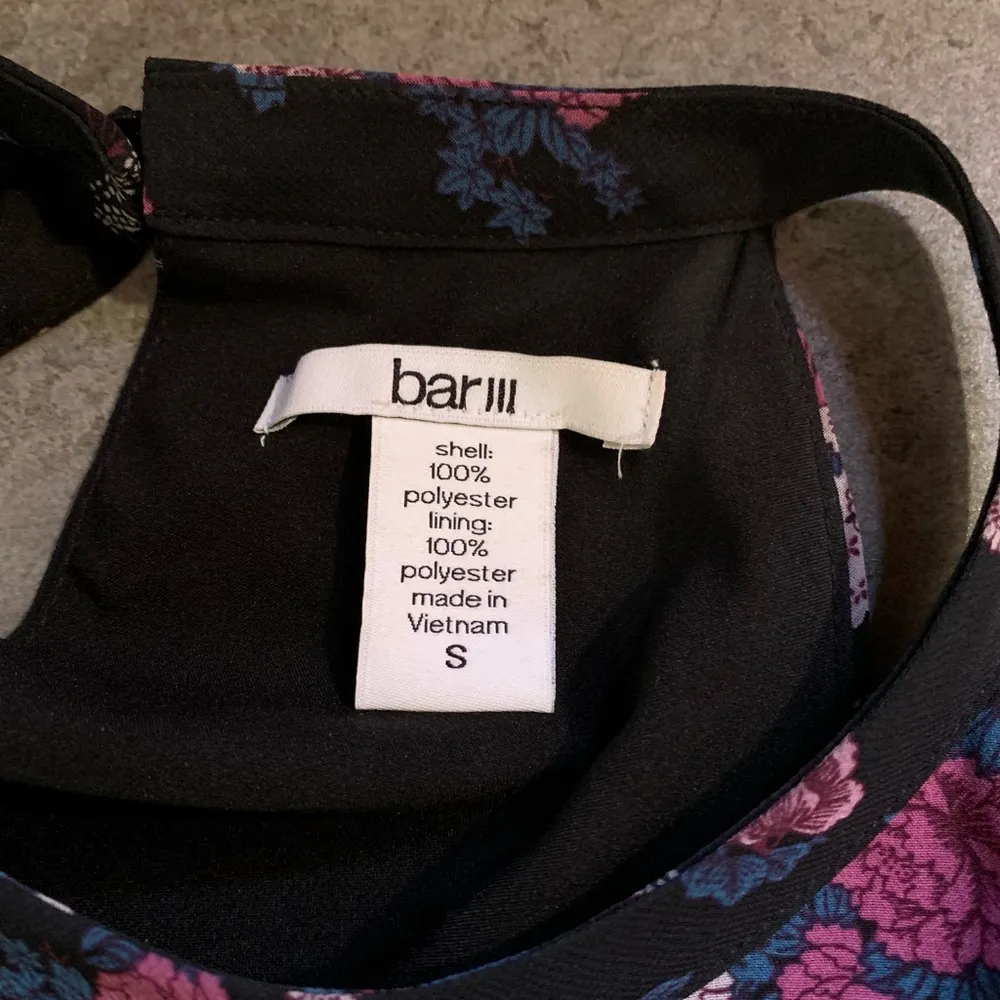 bar III
shell:
100%
polyester
lining:
100%
polyester
made in
Vietnam
S